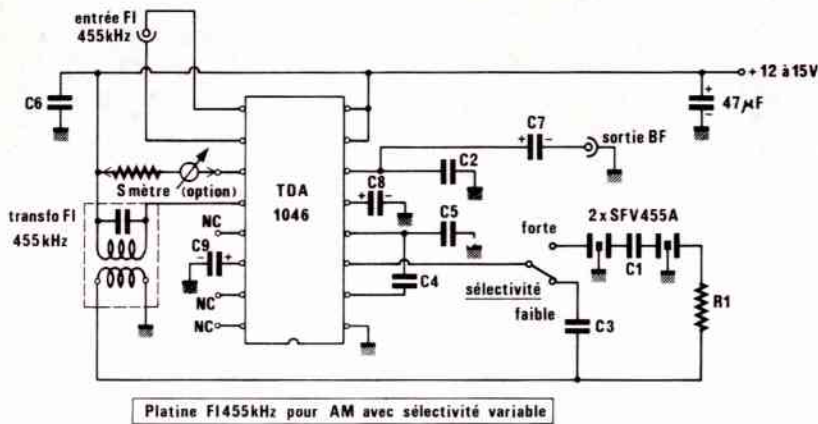 entrée FI
455kHz
C6
+ 12 à 15V
+
47µF
-
C7
+ -
sortie BF
C2
S mètre (option)
TDA
1046
C8
+ -
transfo FI
455kHz
NC
C5
forte
2 x SFV455A
C9
- +
C4
C1
sélectivité
faible
R1
NC
C3
NC
Platine FI 455kHz pour AM avec sélectivité variable